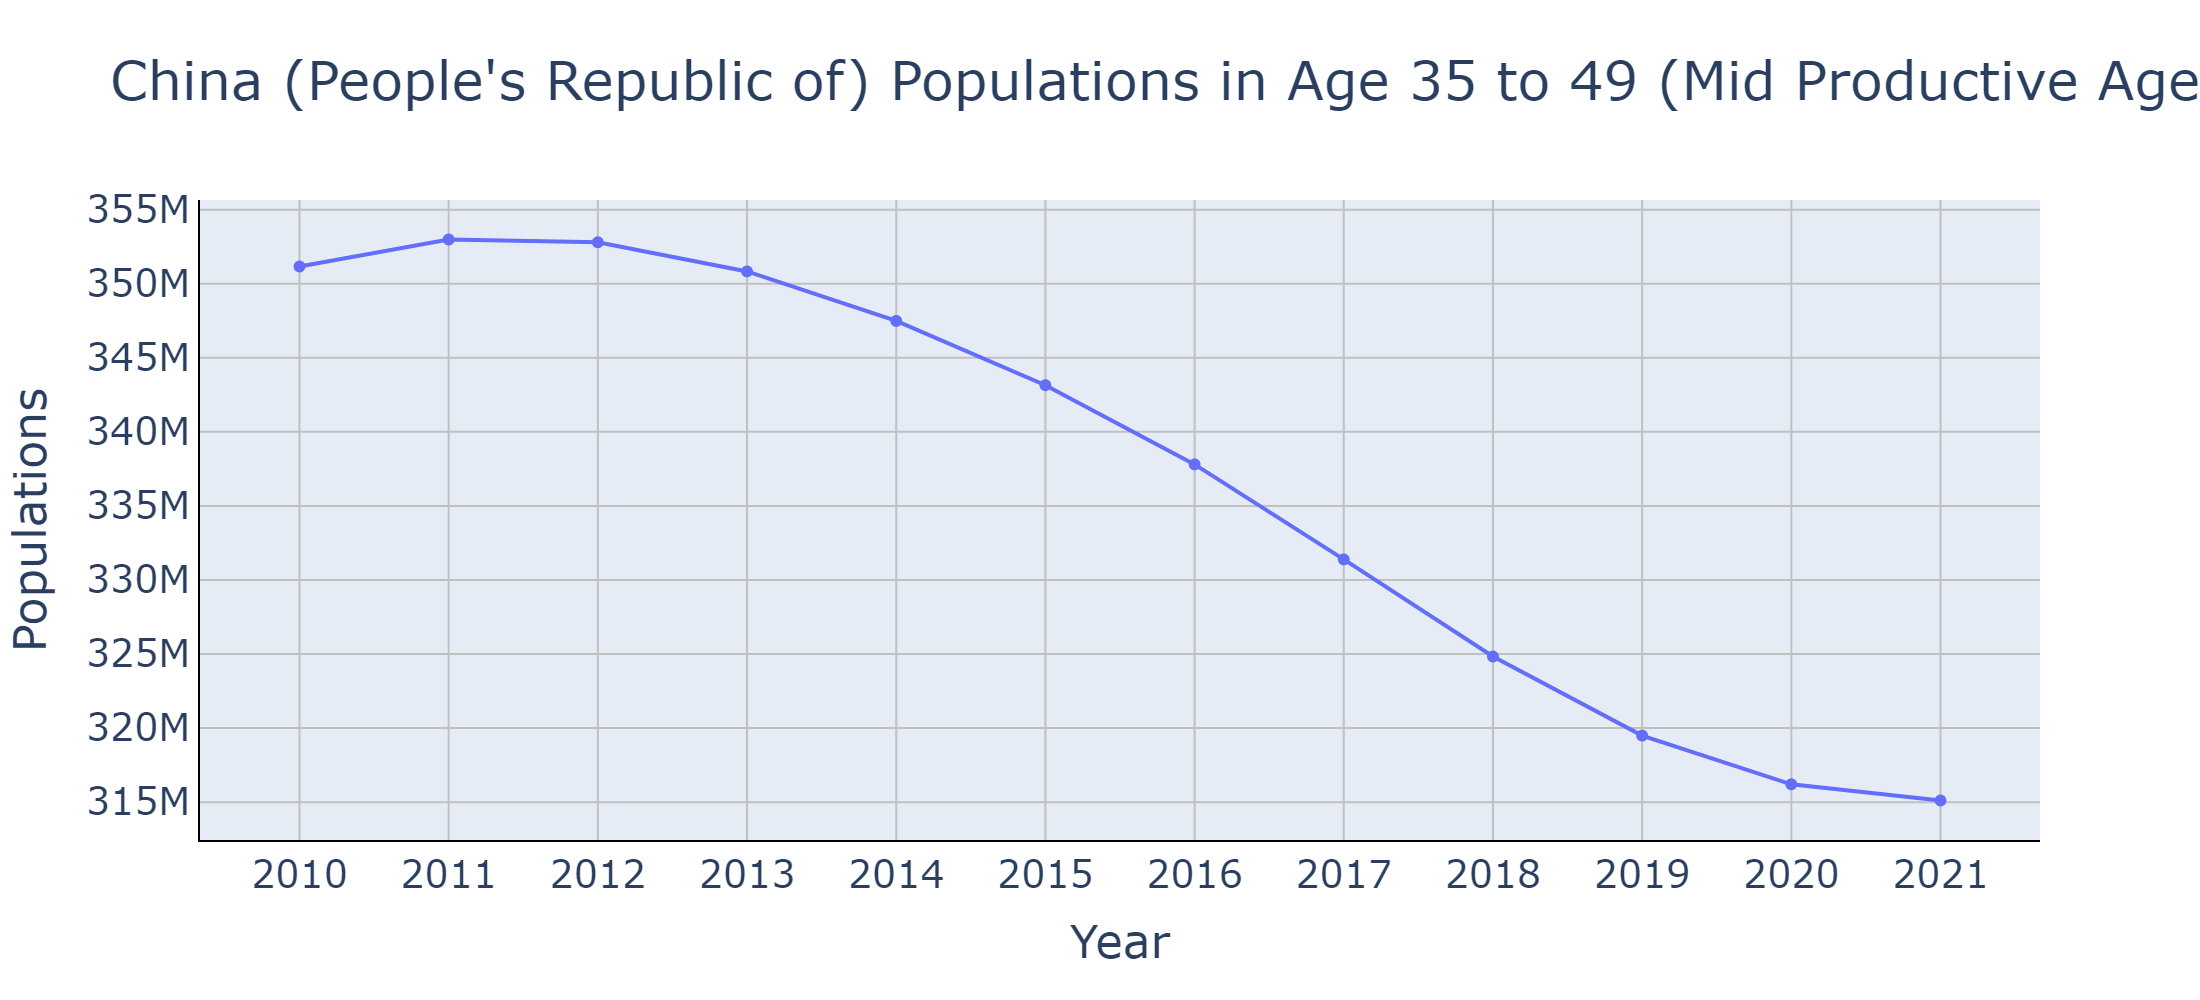 China (People's Republic of) Populations in Age 35 to 49 (Mid Productive Age
355M
350M
345M
340M
335M
330M
325M
320M
315M
Populations
2010 2011 2012 2013 2014 2015 2016 2017 2018 2019 2020 2021
Year